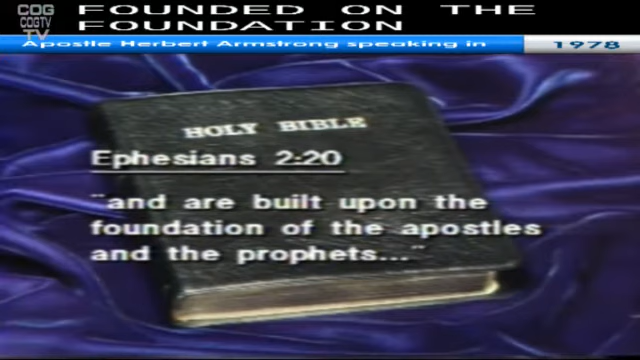 COG
COGTV
TV
FOUNDED ON THE
FOUNDATION
Apostle Herbert Armstrong speaking in
1978
HOLY BIBLE
Ephesians 2:20
"and are built upon the
foundation of the apostles
and the prophets..."